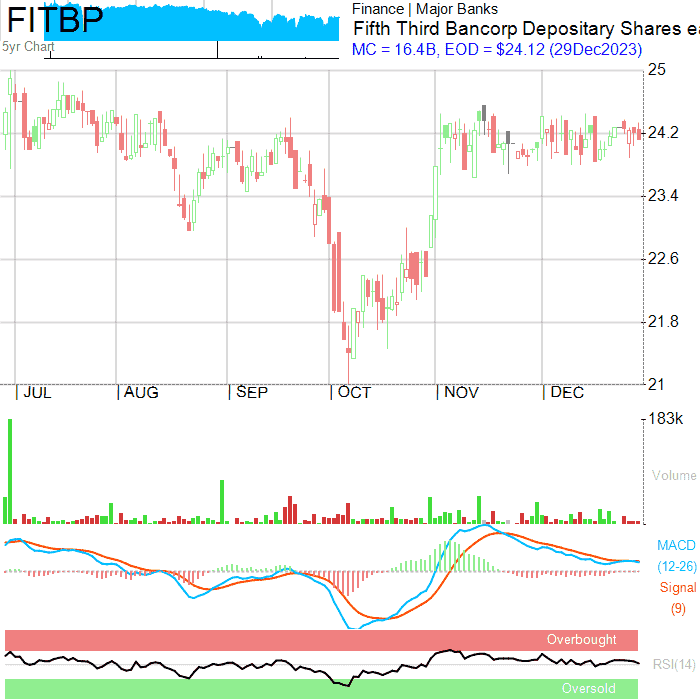 FITBP
Finance | Major Banks
Fifth Third Bancorp Depositary Shares ea
MC = 16.4B, EOD = $24.12 (29Dec2023)
5yr Chart
25
24.2
23.4
22.6
21.8
21
| JUL | AUG | SEP | OCT | NOV | DEC
183k
Volume
MACD
(12-26)
Signal
(9)
Overbought
RSI(14)
Oversold